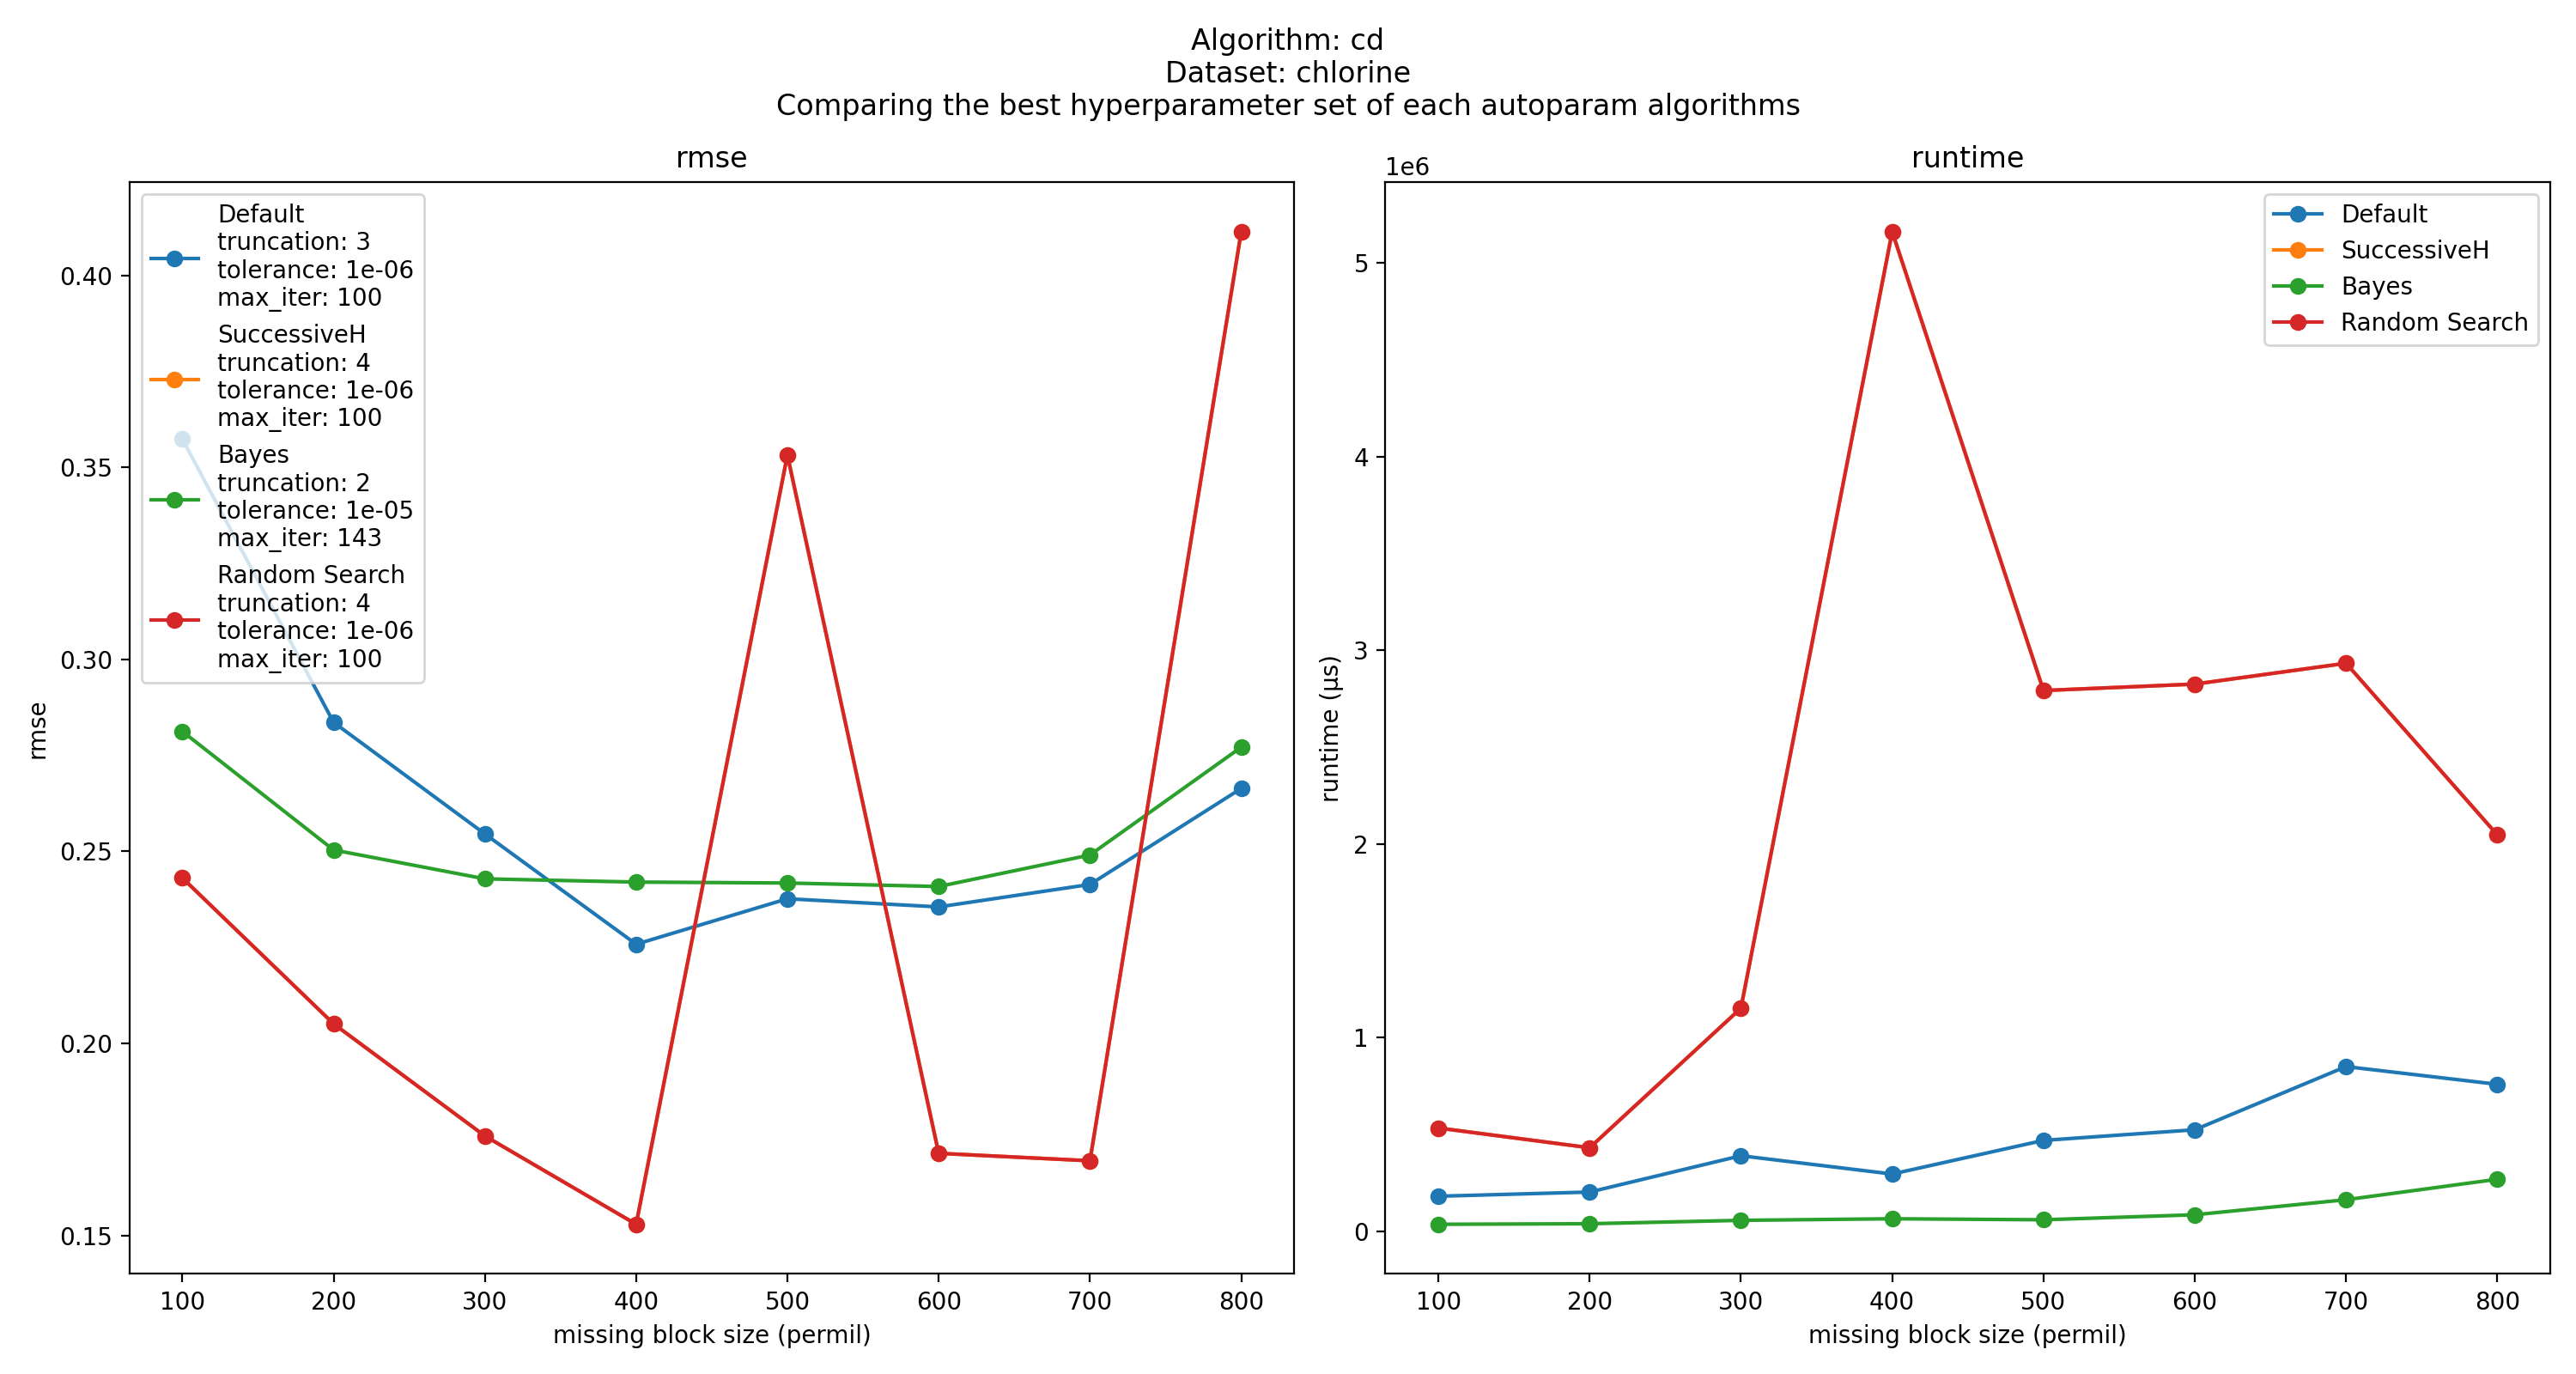 Algorithm: cd
Dataset: chlorine
Comparing the best hyperparameter set of each autoparam algorithms
rmse
Default
truncation: 3
tolerance: 1e-06
max_iter: 100
SuccessiveH
truncation: 4
tolerance: 1e-06
max_iter: 100
Bayes
truncation: 2
tolerance: 1e-05
max_iter: 143
Random Search
truncation: 4
tolerance: 1e-06
max_iter: 100
0.40
0.35
0.30
0.25
0.20
0.15
rmse
100 200 300 400 500 600 700 800
missing block size (permil)
runtime
1e6
Default
SuccessiveH
Bayes
Random Search
5
4
3
2
1
0
runtime (µs)
100 200 300 400 500 600 700 800
missing block size (permil)